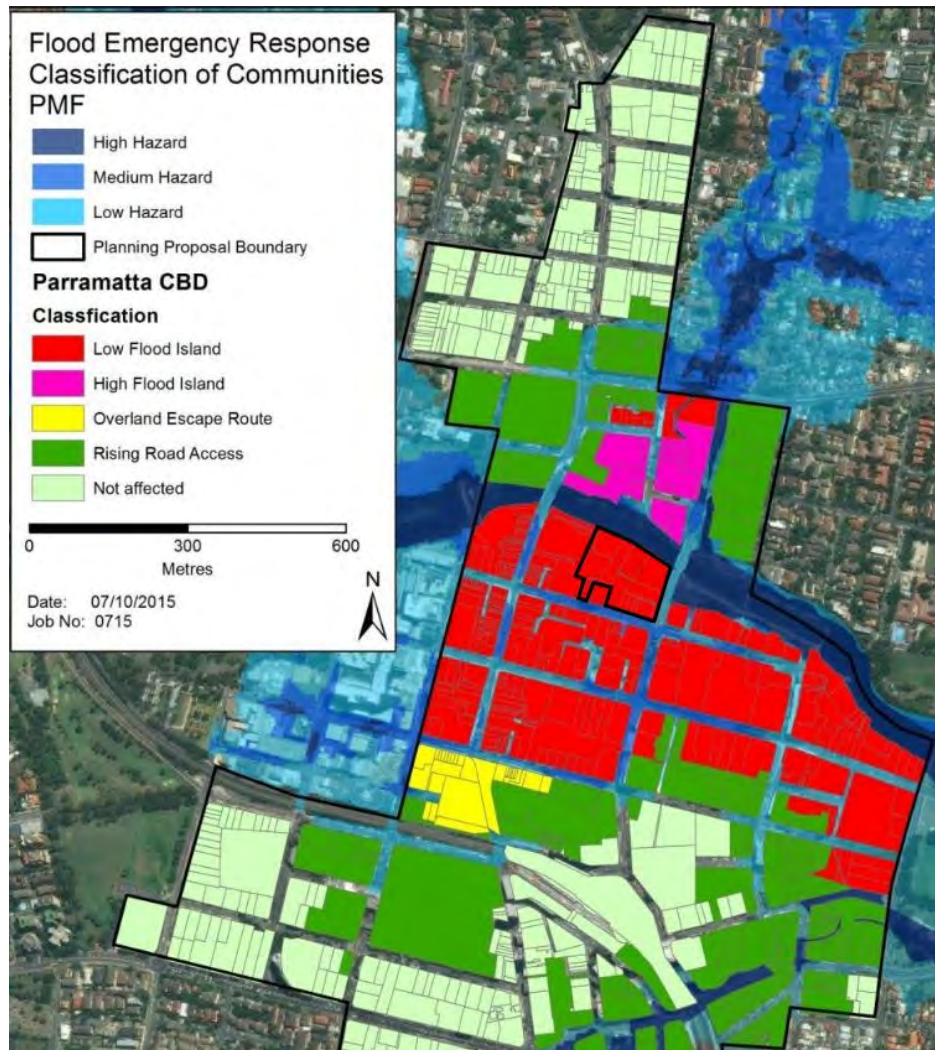 Flood Emergency Response
Classification of Communities
PMF
High Hazard
Medium Hazard
Low Hazard
Planning Proposal Boundary
Parramatta CBD
Classfication
Low Flood Island
High Flood Island
Overland Escape Route
Rising Road Access
Not affected
0 300 600
Metres
N
Date: 07/10/2015
Job No: 0715